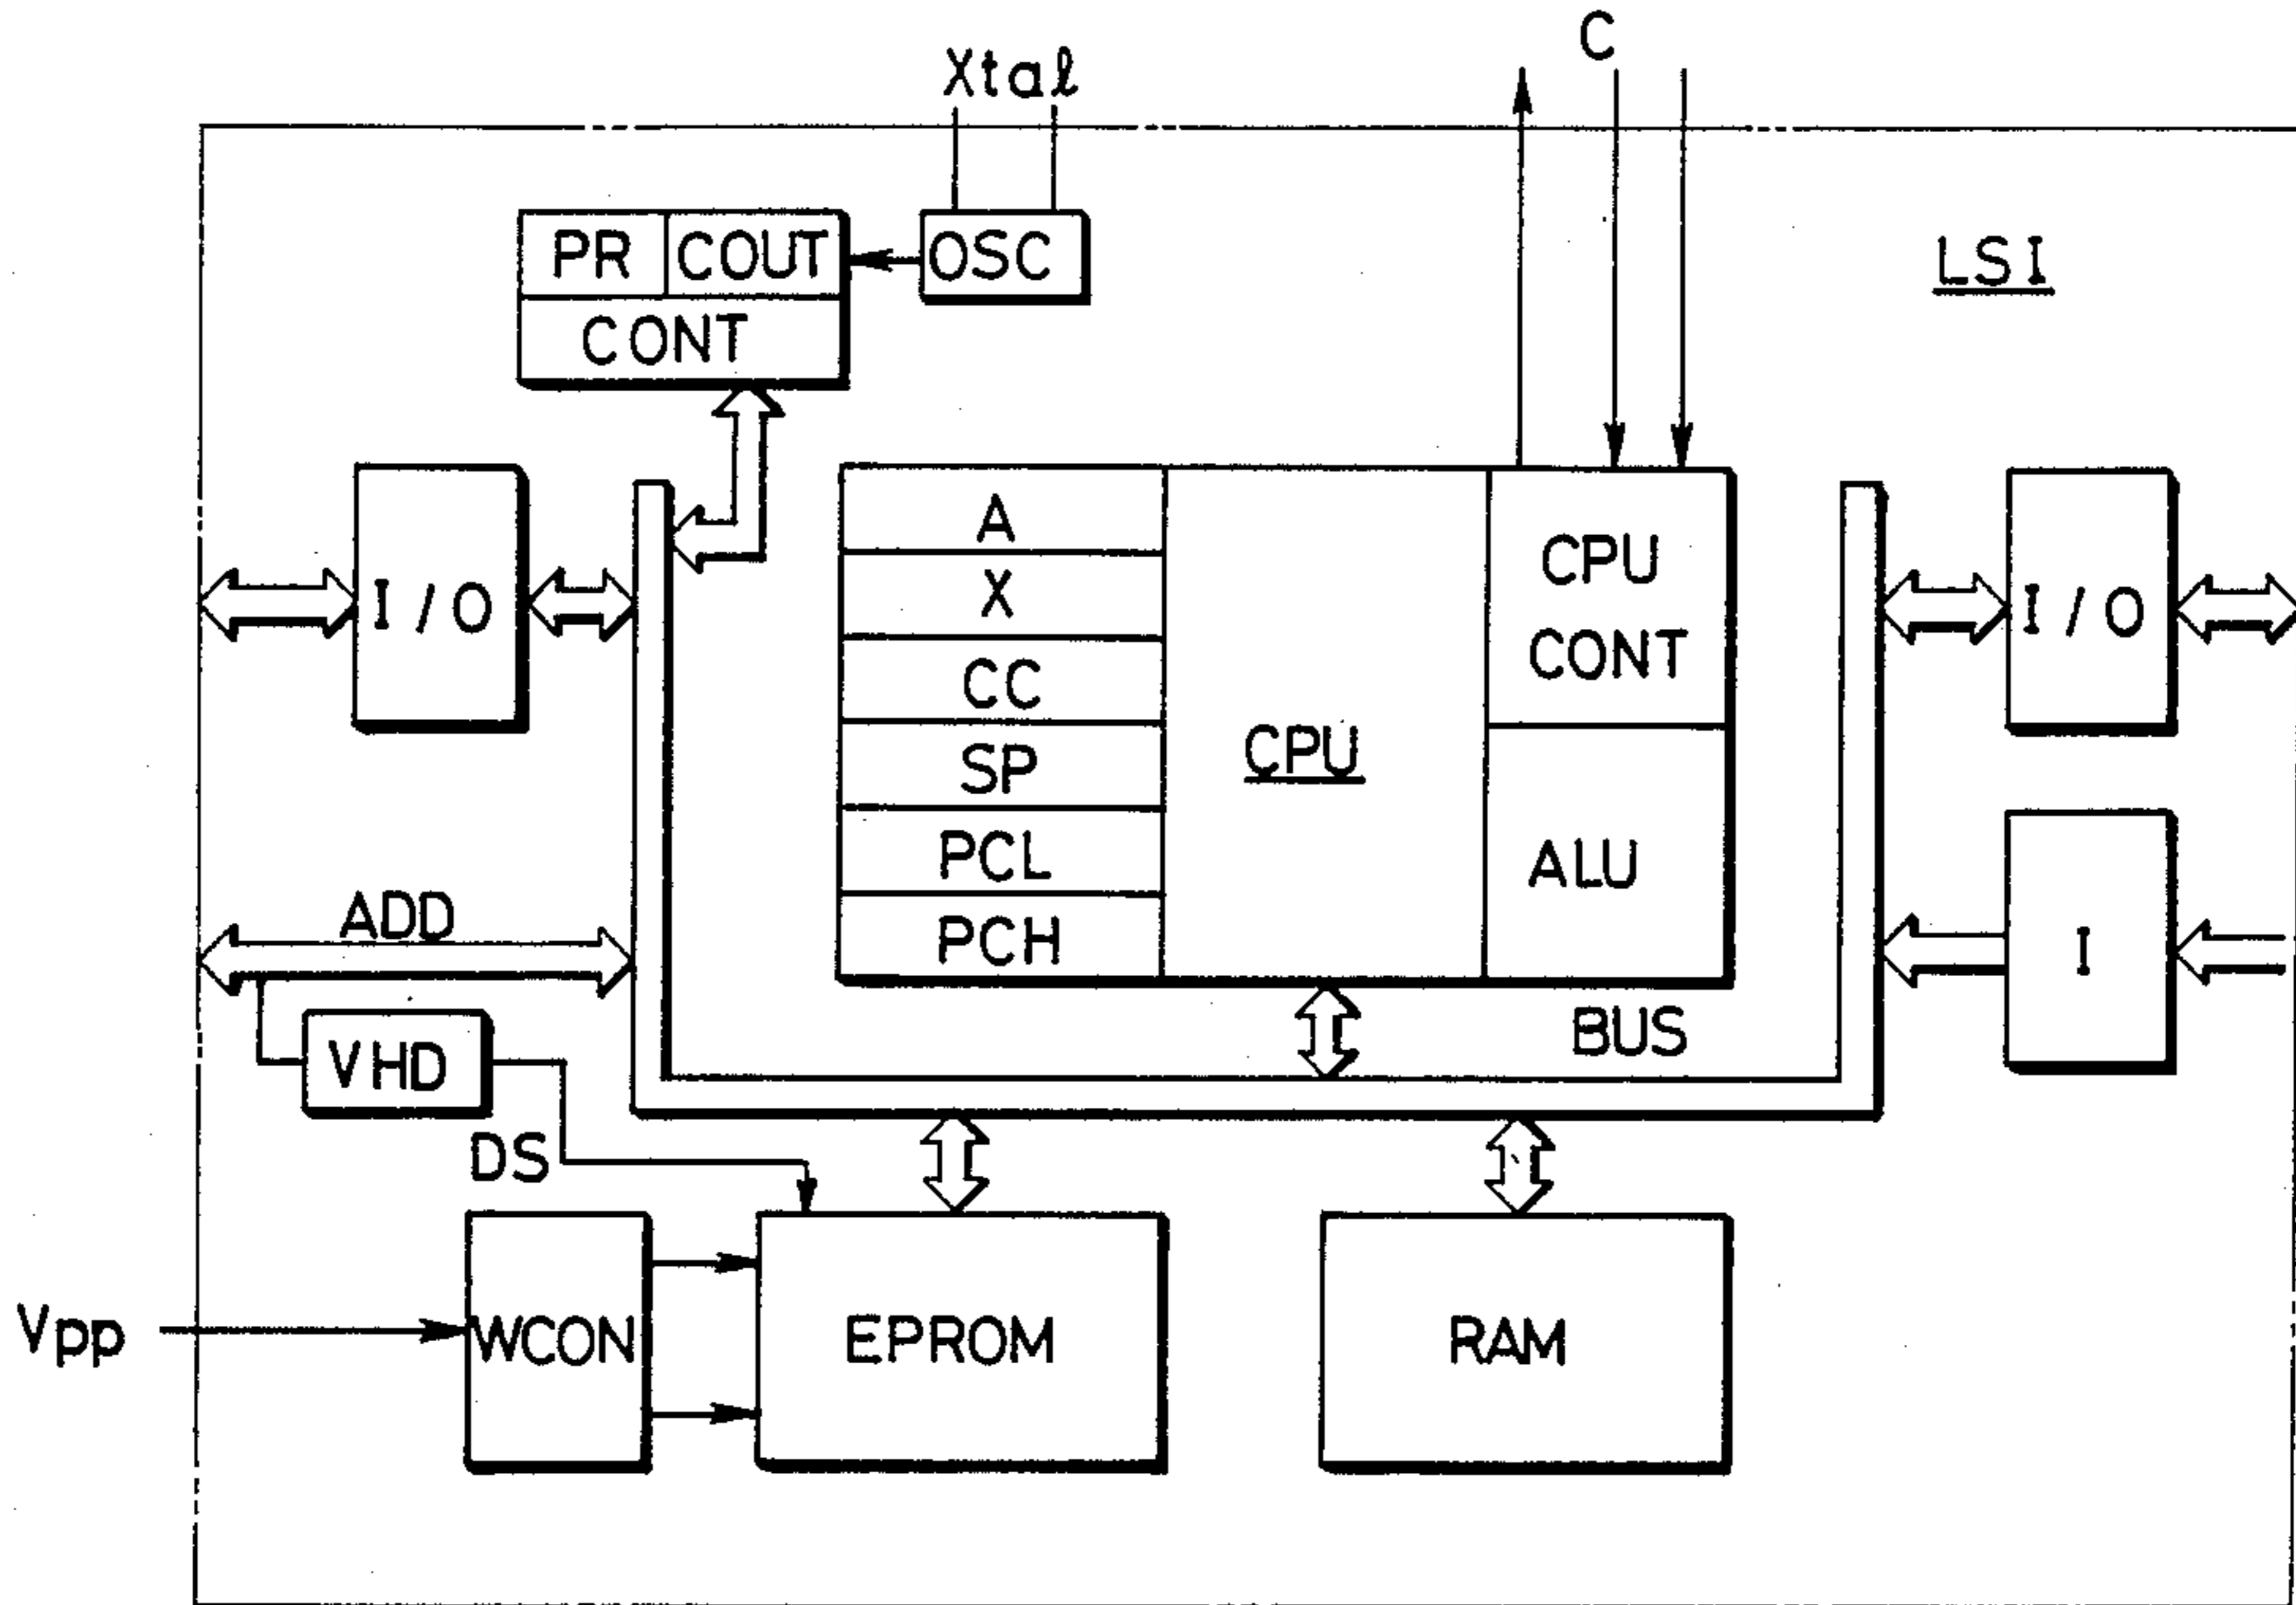 Xtal
C
PR
COUT
OSC
LSI
CONT
A
X
CC
SP
PCL
PCH
CPU
CPU
CONT
ALU
I/O
I/O
I
ADD
VHD
DS
BUS
Vpp
WCON
EPROM
RAM